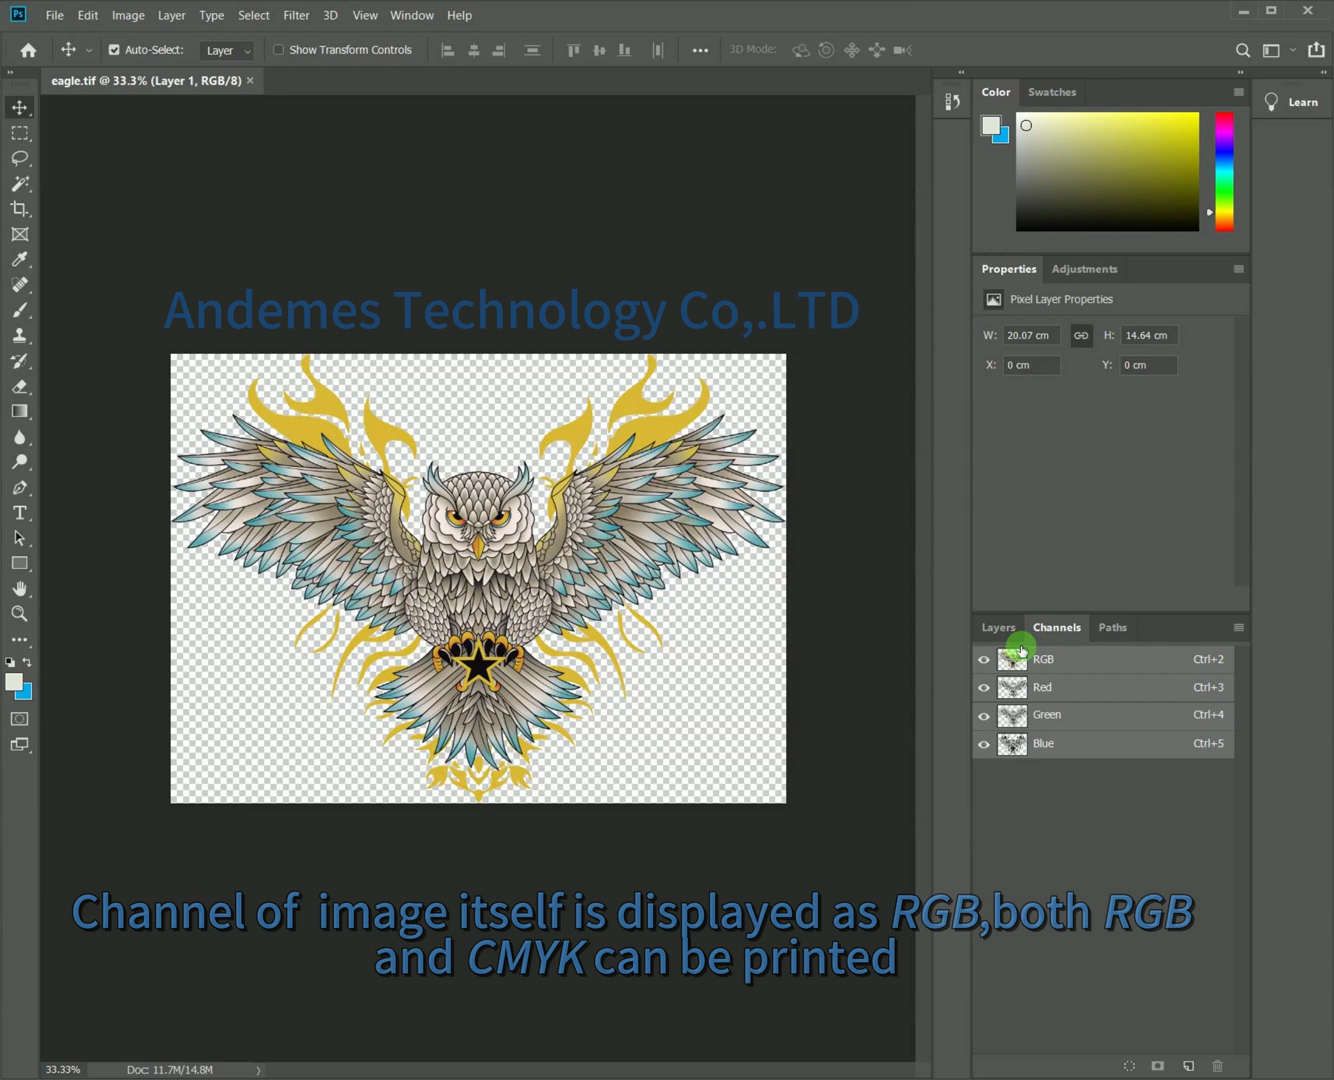 Ps File Edit Image Layer Type Select Filter 3D View Window Help
Auto-Select: Layer Show Transform Controls 3D Mode:
eagle.tif @ 33.3% (Layer 1, RGB/8)
Color Swatches
Learn
Properties Adjustments
Pixel Layer Properties
W: 20.07 cm H: 14.64 cm
X: 0 cm Y: 0 cm
Andemes Technology Co,.LTD
Layers Channels Paths
RGB Ctrl+2
Red Ctrl+3
Green Ctrl+4
Blue Ctrl+5
Channel of image itself is displayed as RGB,both RGB
and CMYK can be printed
33.33% Doc: 11.7M/14.8M